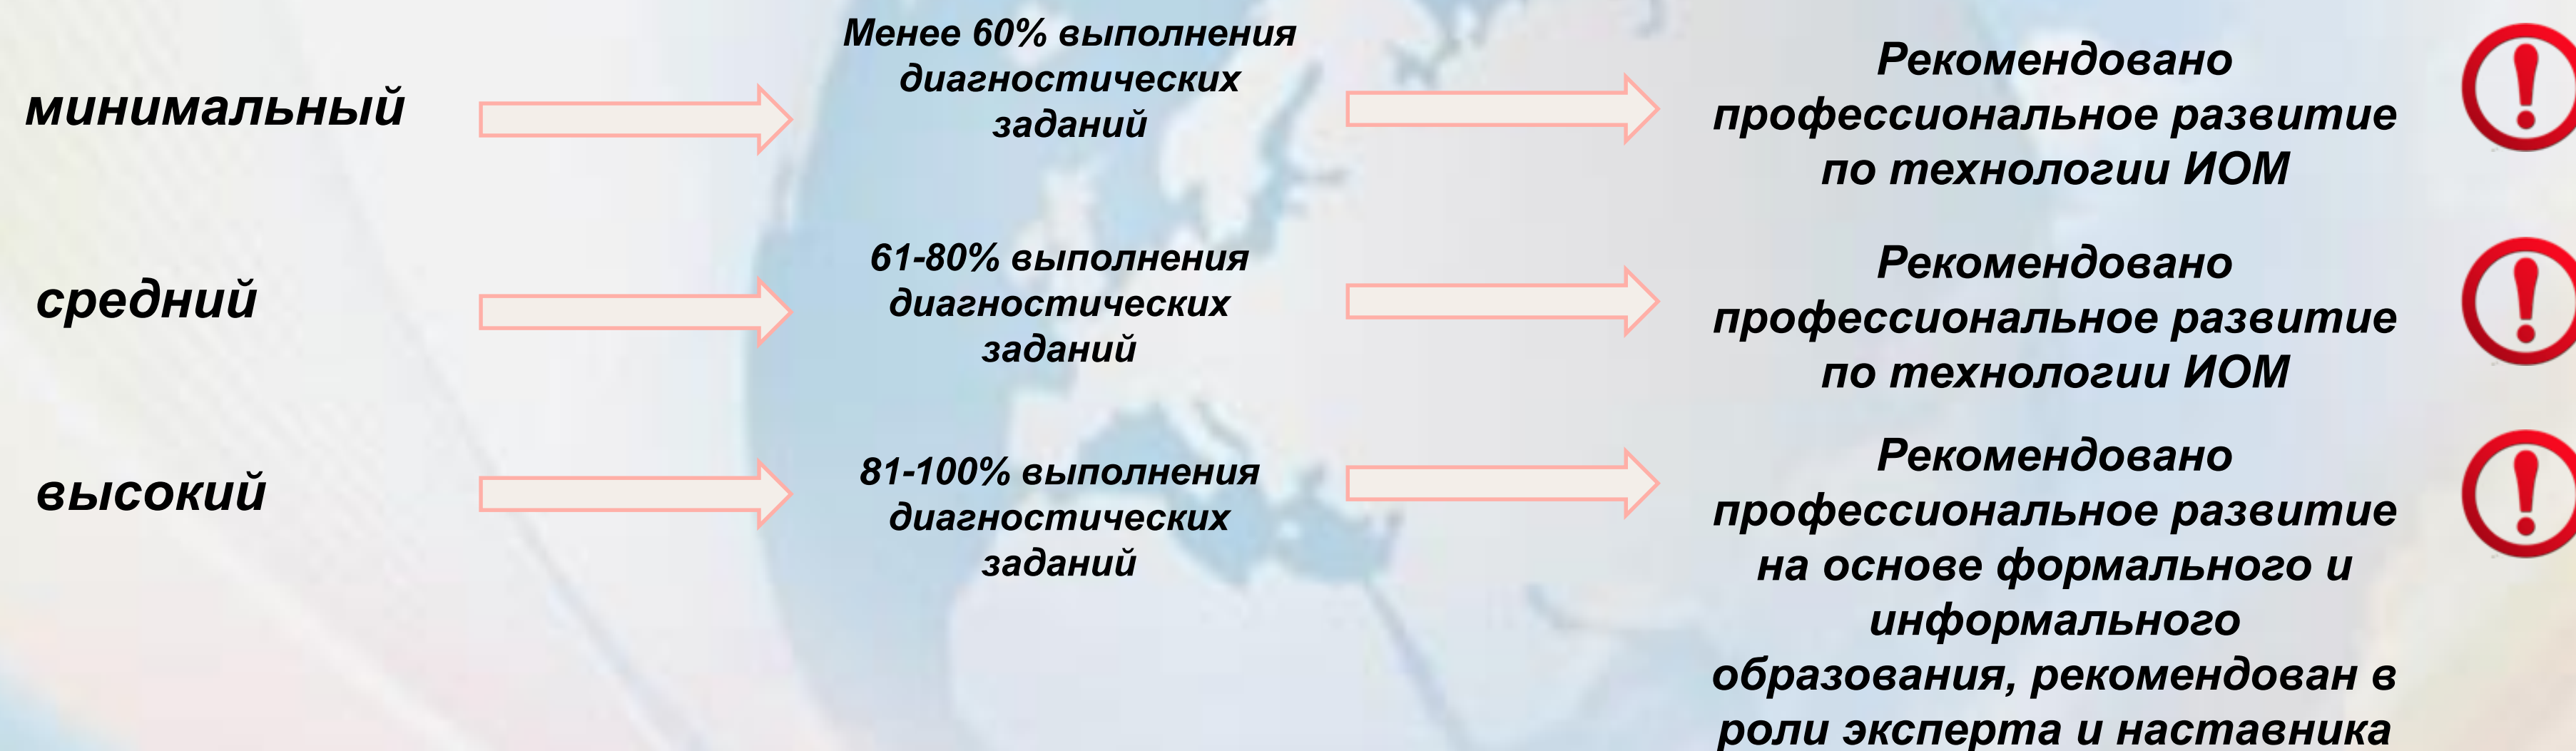 минимальный
Менее 60% выполнения
диагностических
заданий
Рекомендовано
профессиональное развитие
по технологии ИОМ
средний
61-80% выполнения
диагностических
заданий
Рекомендовано
профессиональное развитие
по технологии ИОМ
высокий
81-100% выполнения
диагностических
заданий
Рекомендовано
профессиональное развитие
на основе формального и
информального
образования, рекомендован в
роли эксперта и наставника